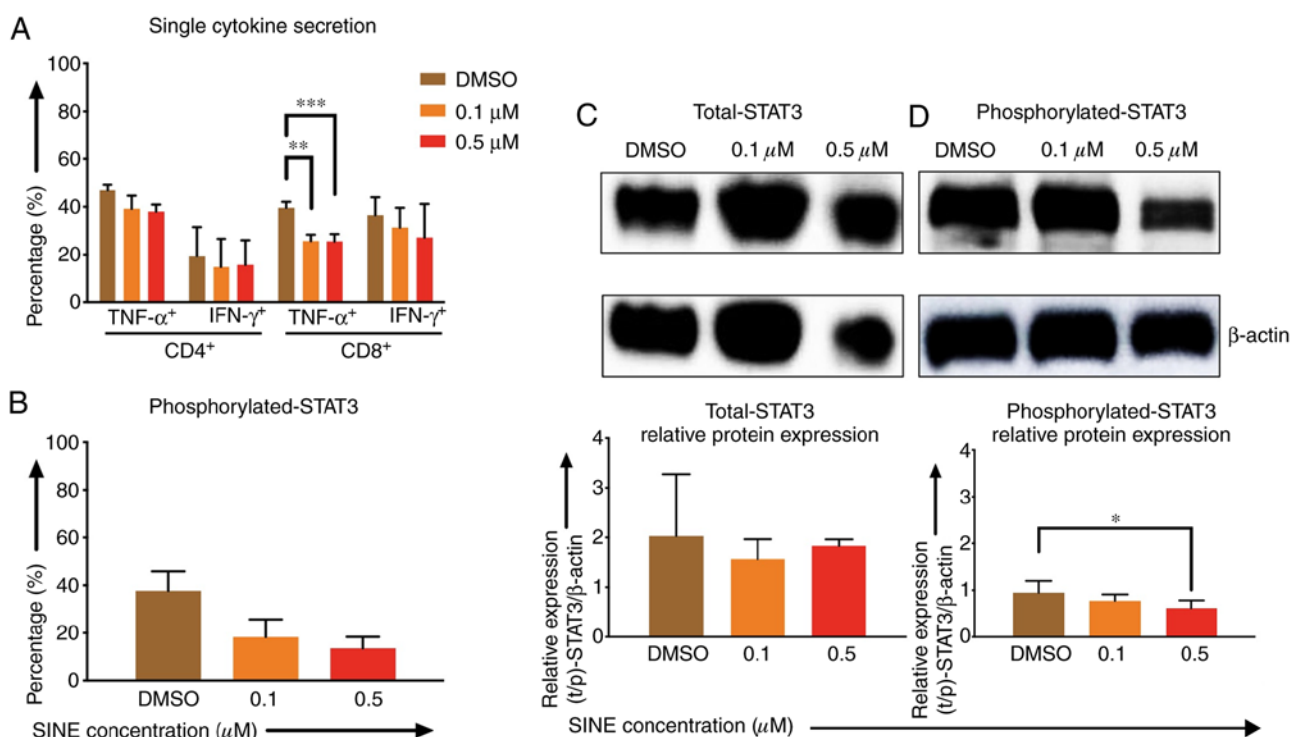 A
Single cytokine secretion
100
80
60
40
20
0
Percentage (%)
DMSO
0.1 μM
0.5 μM
***
**
TNF-α⁺
IFN-γ⁺
TNF-α⁺
IFN-γ⁺
CD4⁺
CD8⁺
B
Phosphorylated-STAT3
100
80
60
40
20
0
Percentage (%)
DMSO
0.1
0.5
SINE concentration (μM)
C
Total-STAT3
DMSO
0.1 μM
0.5 μM
D
Phosphorylated-STAT3
DMSO
0.1 μM
0.5 μM
β-actin
Total-STAT3
relative protein expression
4
3
2
1
0
Relative expression
(t/p)-STAT3/β-actin
DMSO
0.1
0.5
Phosphorylated-STAT3
relative protein expression
4
3
2
1
0
Relative expression
(t/p)-STAT3/β-actin
*
DMSO
0.1
0.5
SINE concentration (μM)